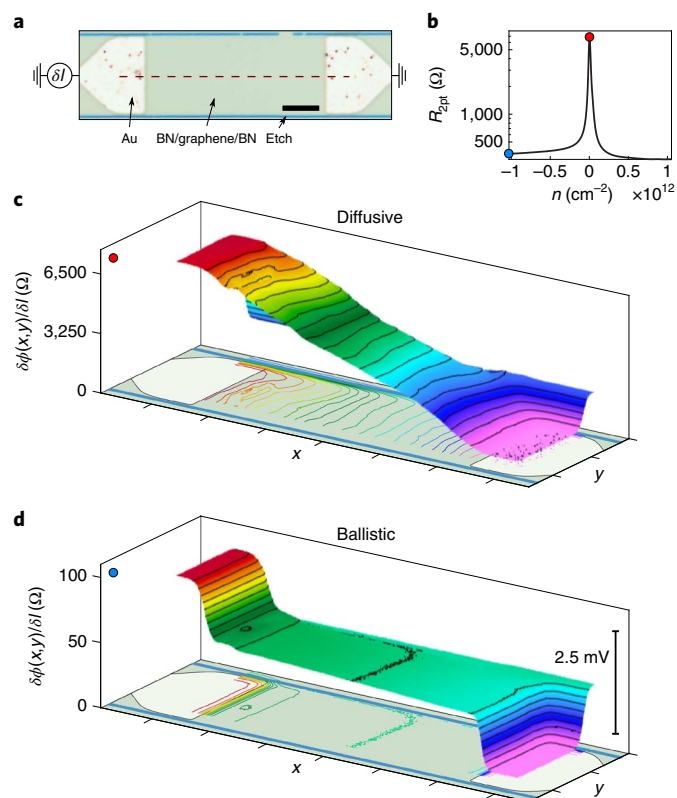 a
δI
Au
BN/graphene/BN
Etch
b
5,000
1,000
500
R2pt (Ω)
−1
−0.5
0
0.5
1
n (cm−2)
×10^12
c
Diffusive
6,500
3,250
0
δϕ(x,y)/δI (Ω)
x
y
d
Ballistic
100
50
0
δϕ(x,y)/δI (Ω)
2.5 mV
x
y